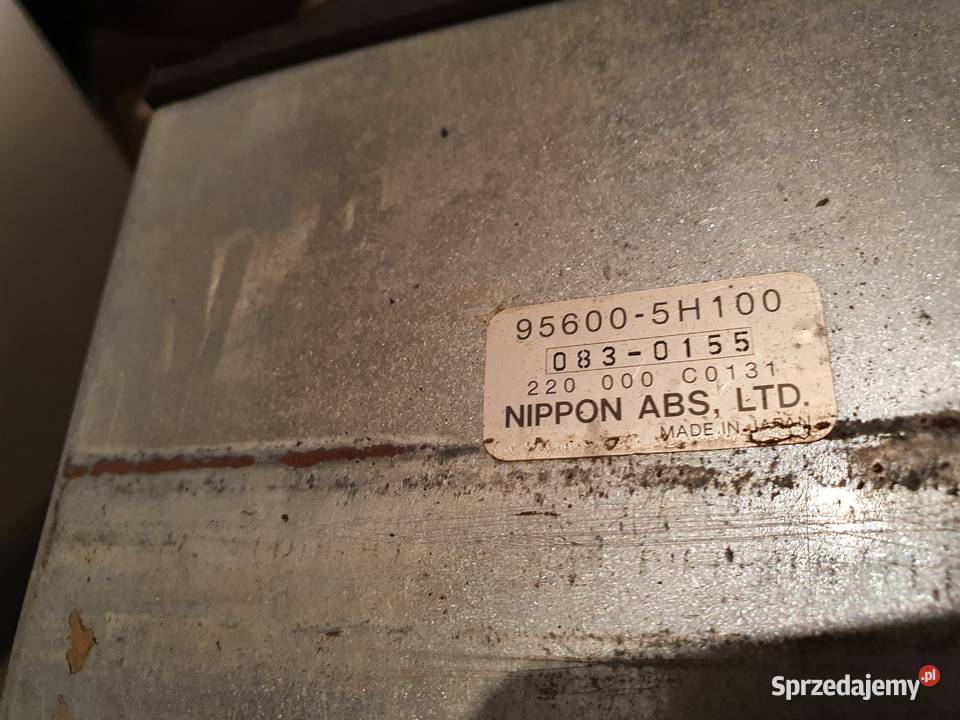 95600-5H100
083-0155
220 000 C0131
NIPPON ABS, LTD.
MADE IN JAPAN
Sprzedajemy.pl